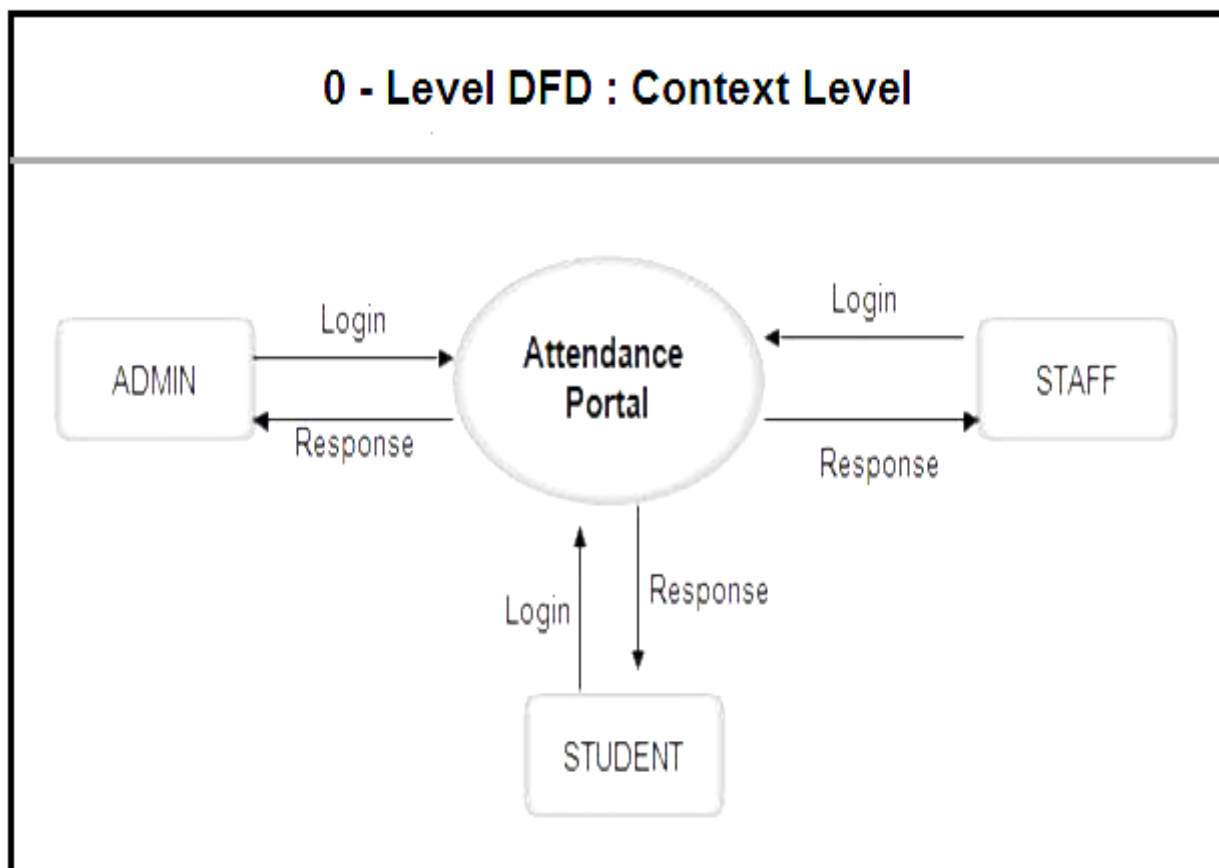 0 - Level DFD : Context Level
Login
Login
Attendance
Portal
ADMIN
STAFF
Response
Response
Response
Login
STUDENT